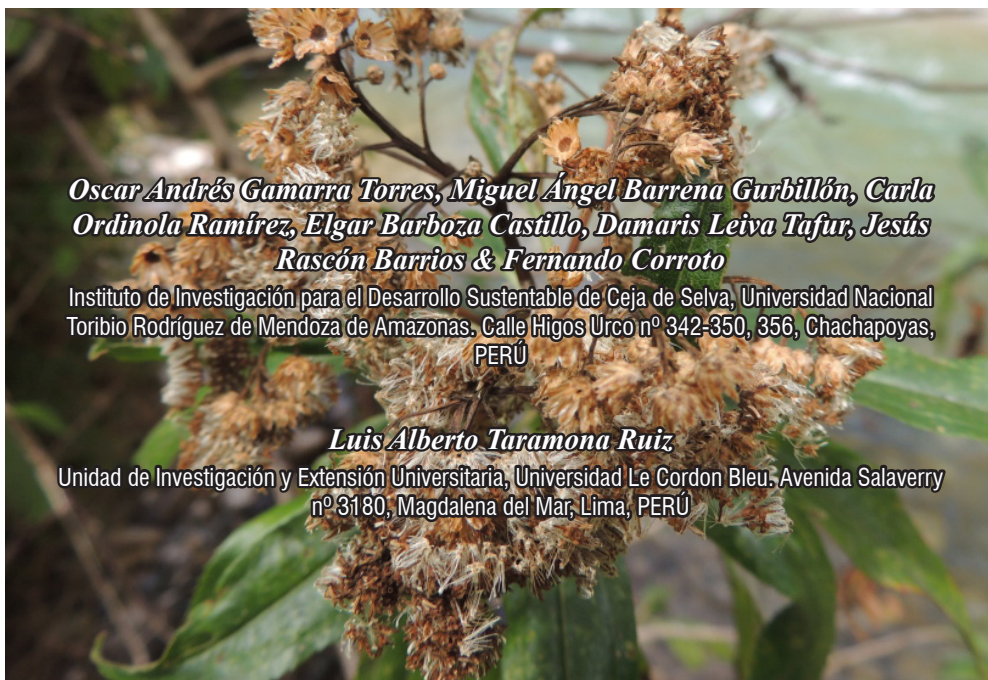 Oscar Andrés Gamarra Torres, Miguel Ángel Barrena Gurbillón, Carla
Ordinola Ramírez, Elgar Barboza Castillo, Damaris Leiva Tafur, Jesús
Rascón Barrios & Fernando Corroto
Instituto de Investigación para el Desarrollo Sustentable de Ceja de Selva, Universidad Nacional
Toribio Rodríguez de Mendoza de Amazonas. Calle Higos Urco nº 342-350, 356, Chachapoyas,
PERÚ
Luis Alberto Taramona Ruiz
Unidad de Investigación y Extensión Universitaria, Universidad Le Cordon Bleu. Avenida Salaverry
nº 3180, Magdalena del Mar, Lima, PERÚ